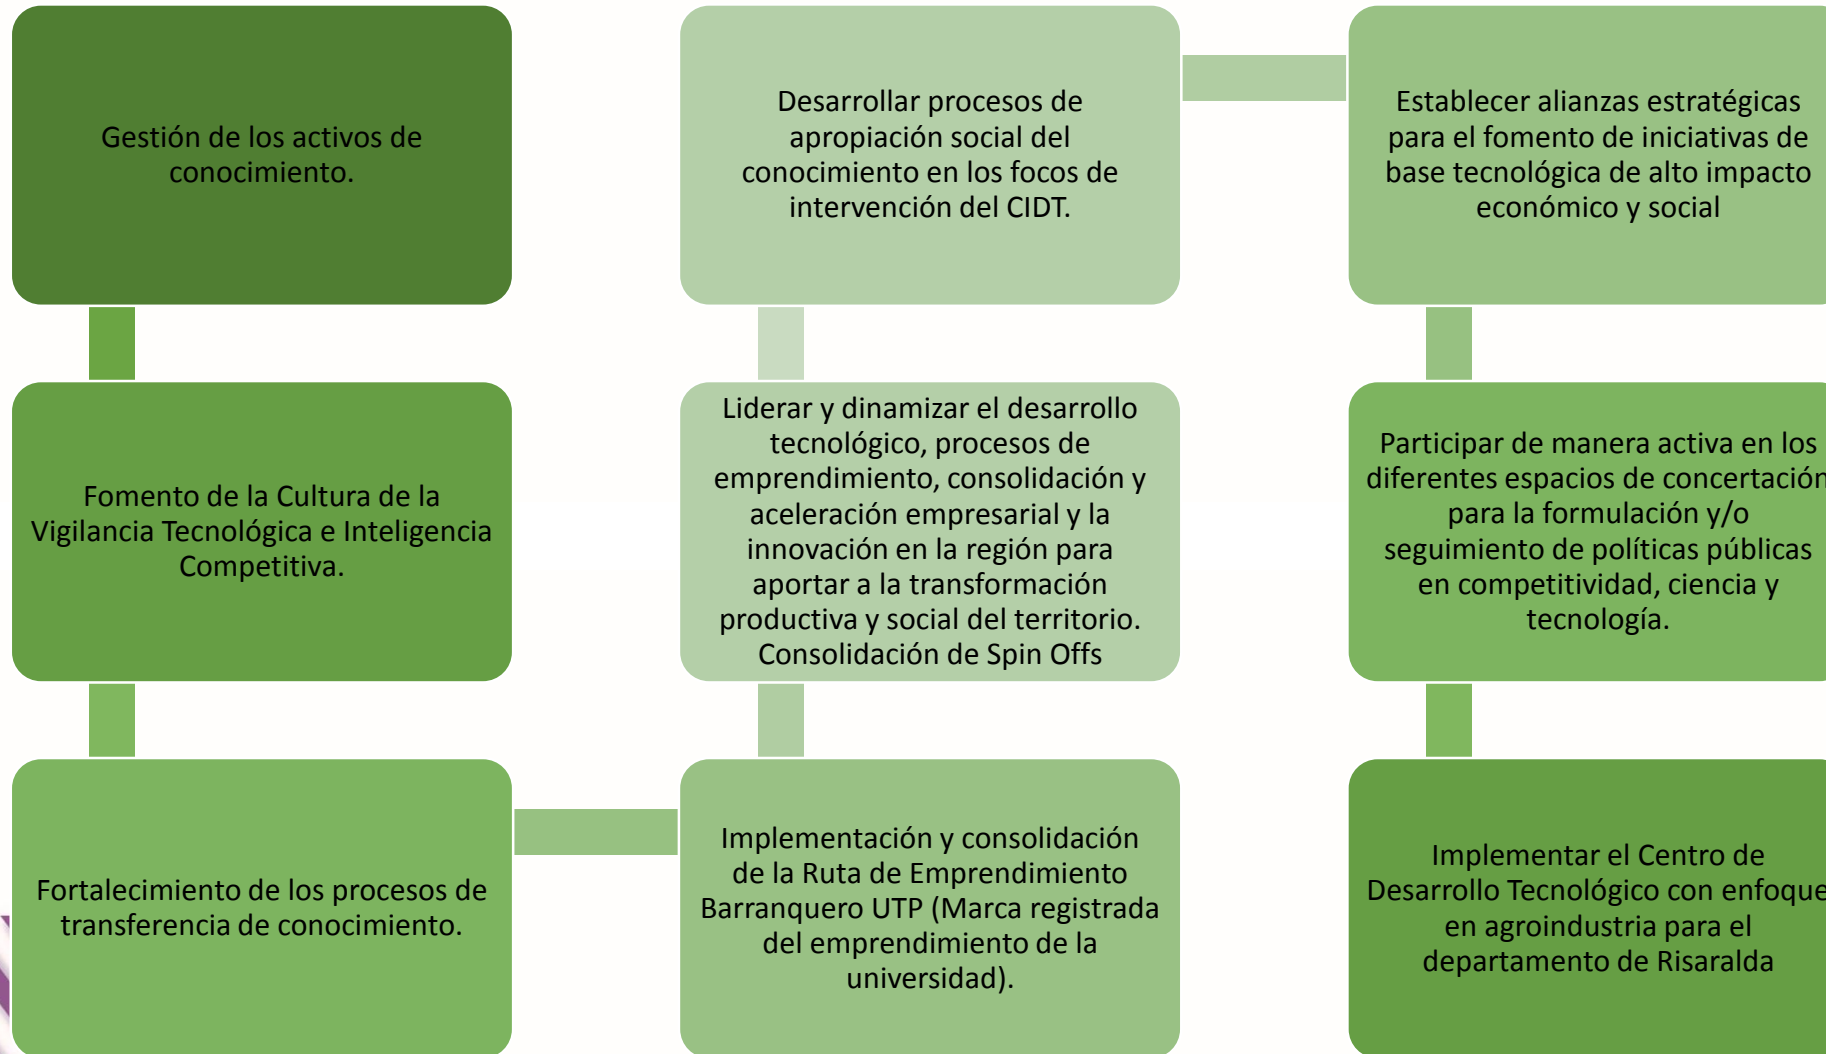 Gestión de los activos de
conocimiento.
Fomento de la Cultura de la
Vigilancia Tecnológica e Inteligencia
Competitiva.
Fortalecimiento de los procesos de
transferencia de conocimiento.
Implementación y consolidación
de la Ruta de Emprendimiento
Barranquero UTP (Marca registrada
del emprendimiento de la
universidad).
Liderar y dinamizar el desarrollo
tecnológico, procesos de
emprendimiento, consolidación y
aceleración empresarial y la
innovación en la región para
aportar a la transformación
productiva y social del territorio.
Consolidación de Spin Offs
Desarrollar procesos de
apropiación social del
conocimiento en los focos de
intervención del CIDT.
Establecer alianzas estratégicas
para el fomento de iniciativas de
base tecnológica de alto impacto
económico y social
Participar de manera activa en los
diferentes espacios de concertación
para la formulación y/o
seguimiento de políticas públicas
en competitividad, ciencia y
tecnología.
Implementar el Centro de
Desarrollo Tecnológico con enfoque
en agroindustria para el
departamento de Risaralda